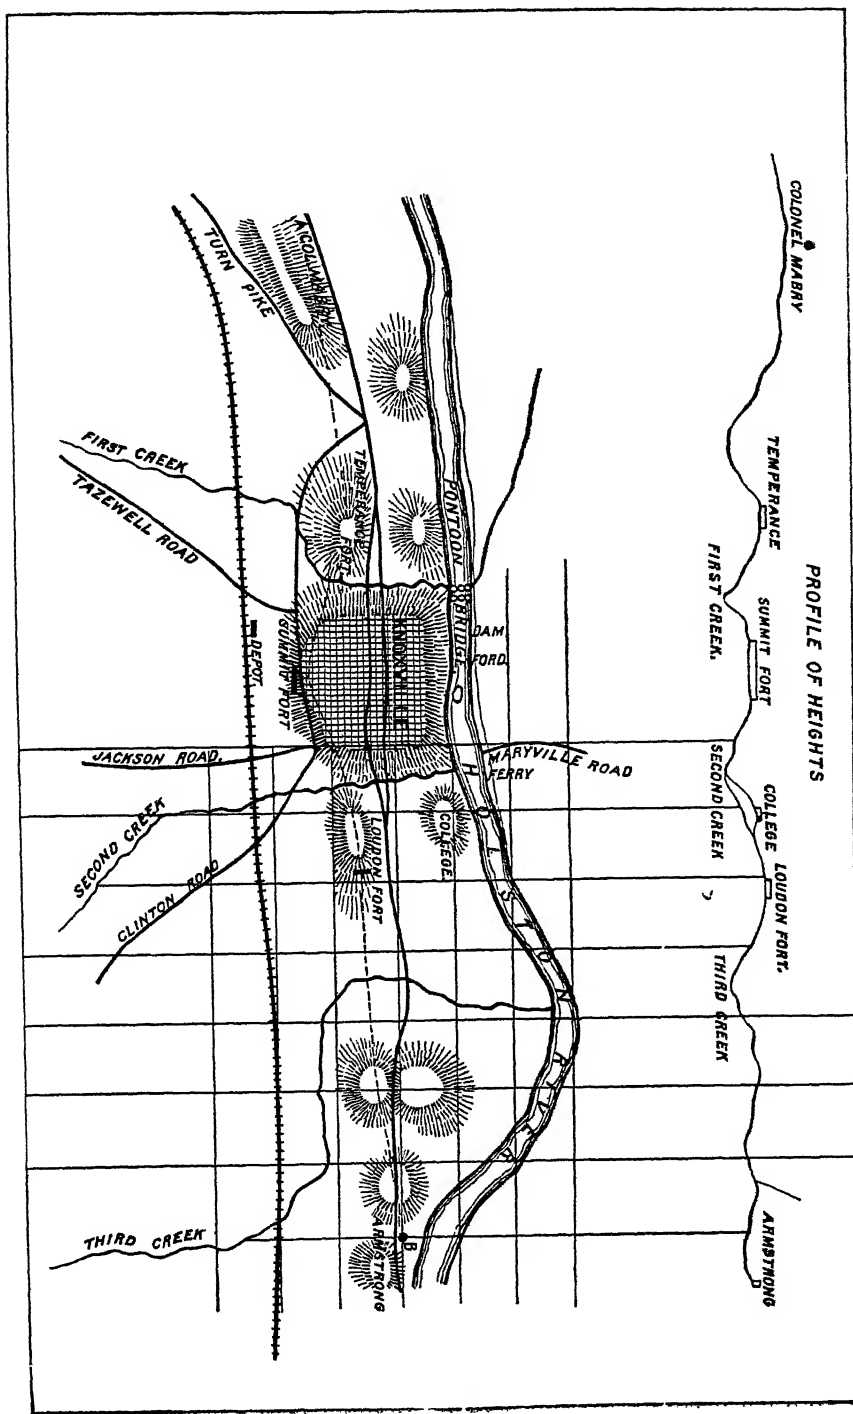 PROFILE OF HEIGHTS
COLONEL MABRY
TEMPERANCE
FIRST CREEK.
SUMMIT FORT
SECOND CREEK
COLLEGE
LOUDON FORT.
THIRD CREEK
ARMSTRONG
TURN PIKE
FIRST CREEK
TAZEWELL ROAD
TEMPERANCE
FORT
PONTOON BRIDGE
DAM
FORD.
KNOXVILLE
SUMMIT FORT
DEPOT.
JACKSON ROAD.
MARYVILLE ROAD
FERRY
SECOND CREEK
CLINTON ROAD
LOUDON FORT
COLLEGE.
HOLSTON RIVER
THIRD CREEK
ARMSTRONG
B